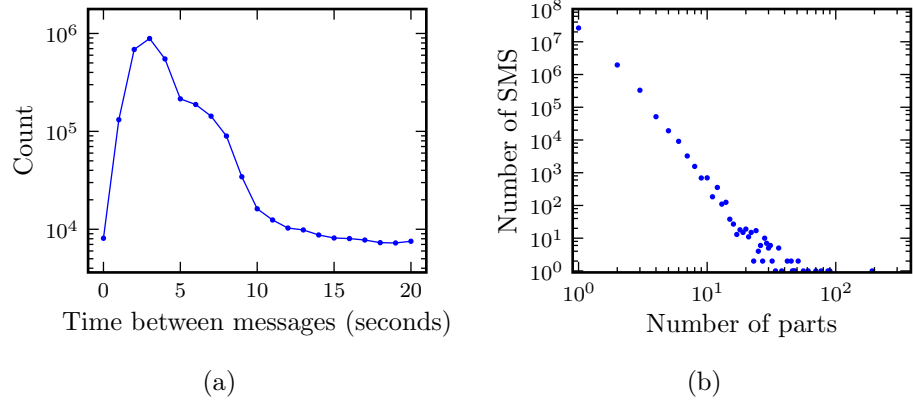 10^6
10^5
10^4
Count
0 5 10 15 20
Time between messages (seconds)
(a)
10^8
10^7
10^6
10^5
10^4
10^3
10^2
10^1
10^0
Number of SMS
10^0 10^1 10^2
Number of parts
(b)